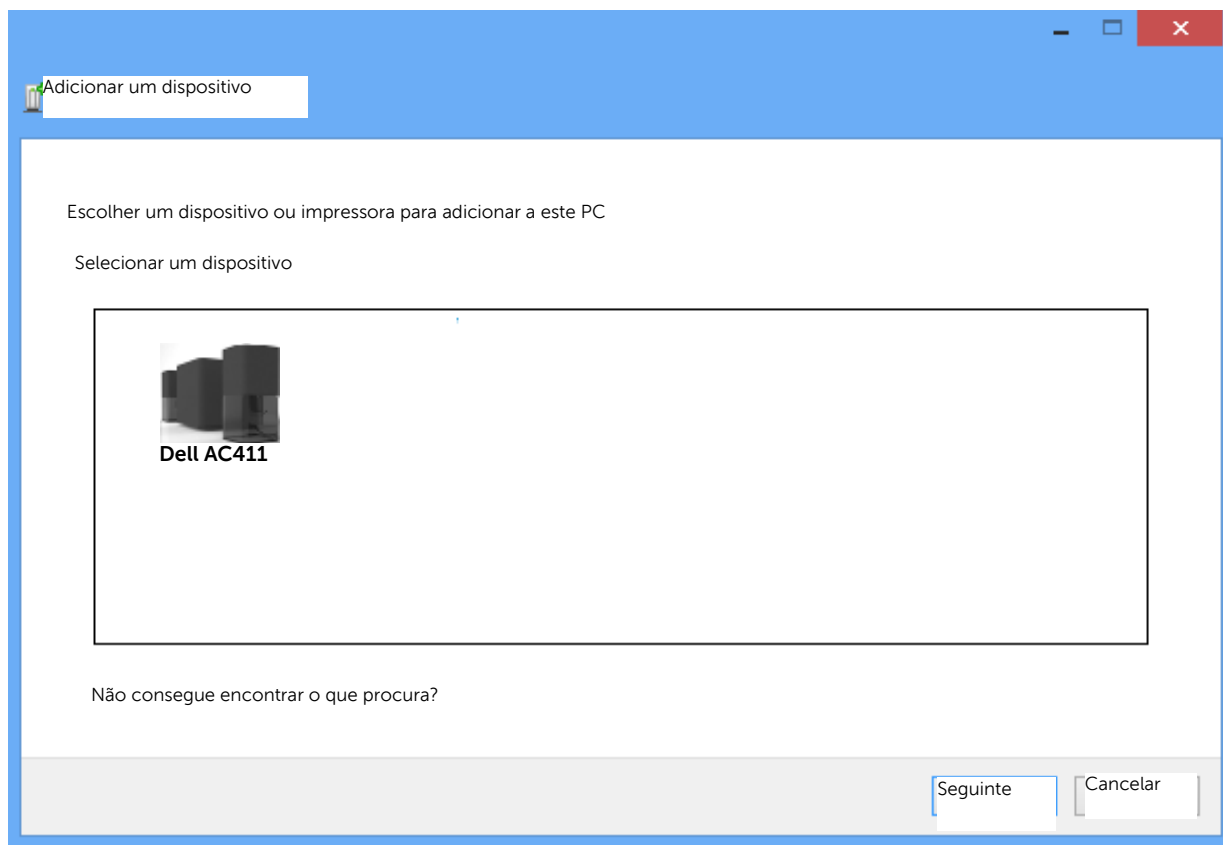 Adicionar um dispositivo
Escolher um dispositivo ou impressora para adicionar a este PC
Selecionar um dispositivo
Dell AC411
Não consegue encontrar o que procura?
Seguinte
Cancelar